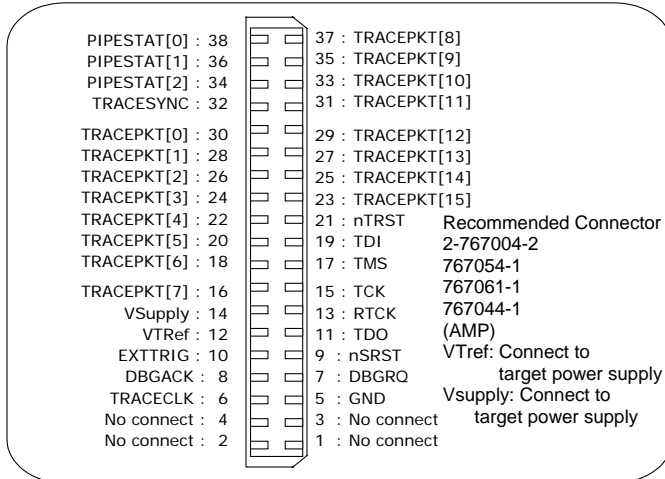 PIPESTAT[0] : 38
PIPESTAT[1] : 36
PIPESTAT[2] : 34
TRACESYNC : 32
TRACEPKT[0] : 30
TRACEPKT[1] : 28
TRACEPKT[2] : 26
TRACEPKT[3] : 24
TRACEPKT[4] : 22
TRACEPKT[5] : 20
TRACEPKT[6] : 18
TRACEPKT[7] : 16
VSupply : 14
VTRef : 12
EXTTRIG : 10
DBGACK : 8
TRACECLK : 6
No connect : 4
No connect : 2
37 : TRACEPKT[8]
35 : TRACEPKT[9]
33 : TRACEPKT[10]
31 : TRACEPKT[11]
29 : TRACEPKT[12]
27 : TRACEPKT[13]
25 : TRACEPKT[14]
23 : TRACEPKT[15]
21 : nTRST
19 : TDI
17 : TMS
15 : TCK
13 : RTCK
11 : TDO
9 : nSRST
7 : DBGRQ
5 : GND
3 : No connect
1 : No connect
Recommended Connector
2-767004-2
767054-1
767061-1
767044-1
(AMP)
VTref: Connect to
target power supply
Vsupply: Connect to
target power supply